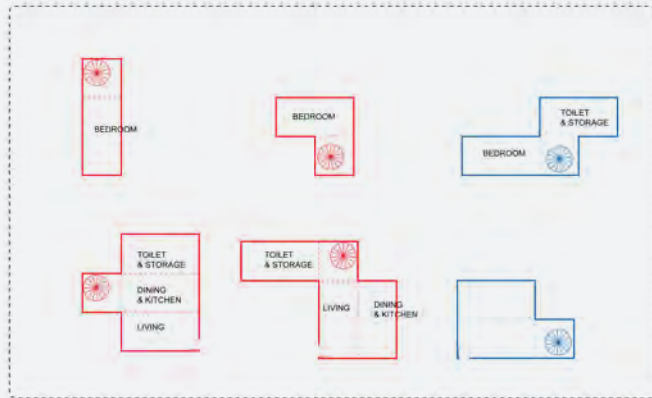 BEDROOM
BEDROOM
TOILET
& STORAGE
BEDROOM
TOILET
& STORAGE
DINING
& KITCHEN
LIVING
TOILET
& STORAGE
LIVING
DINING
& KITCHEN